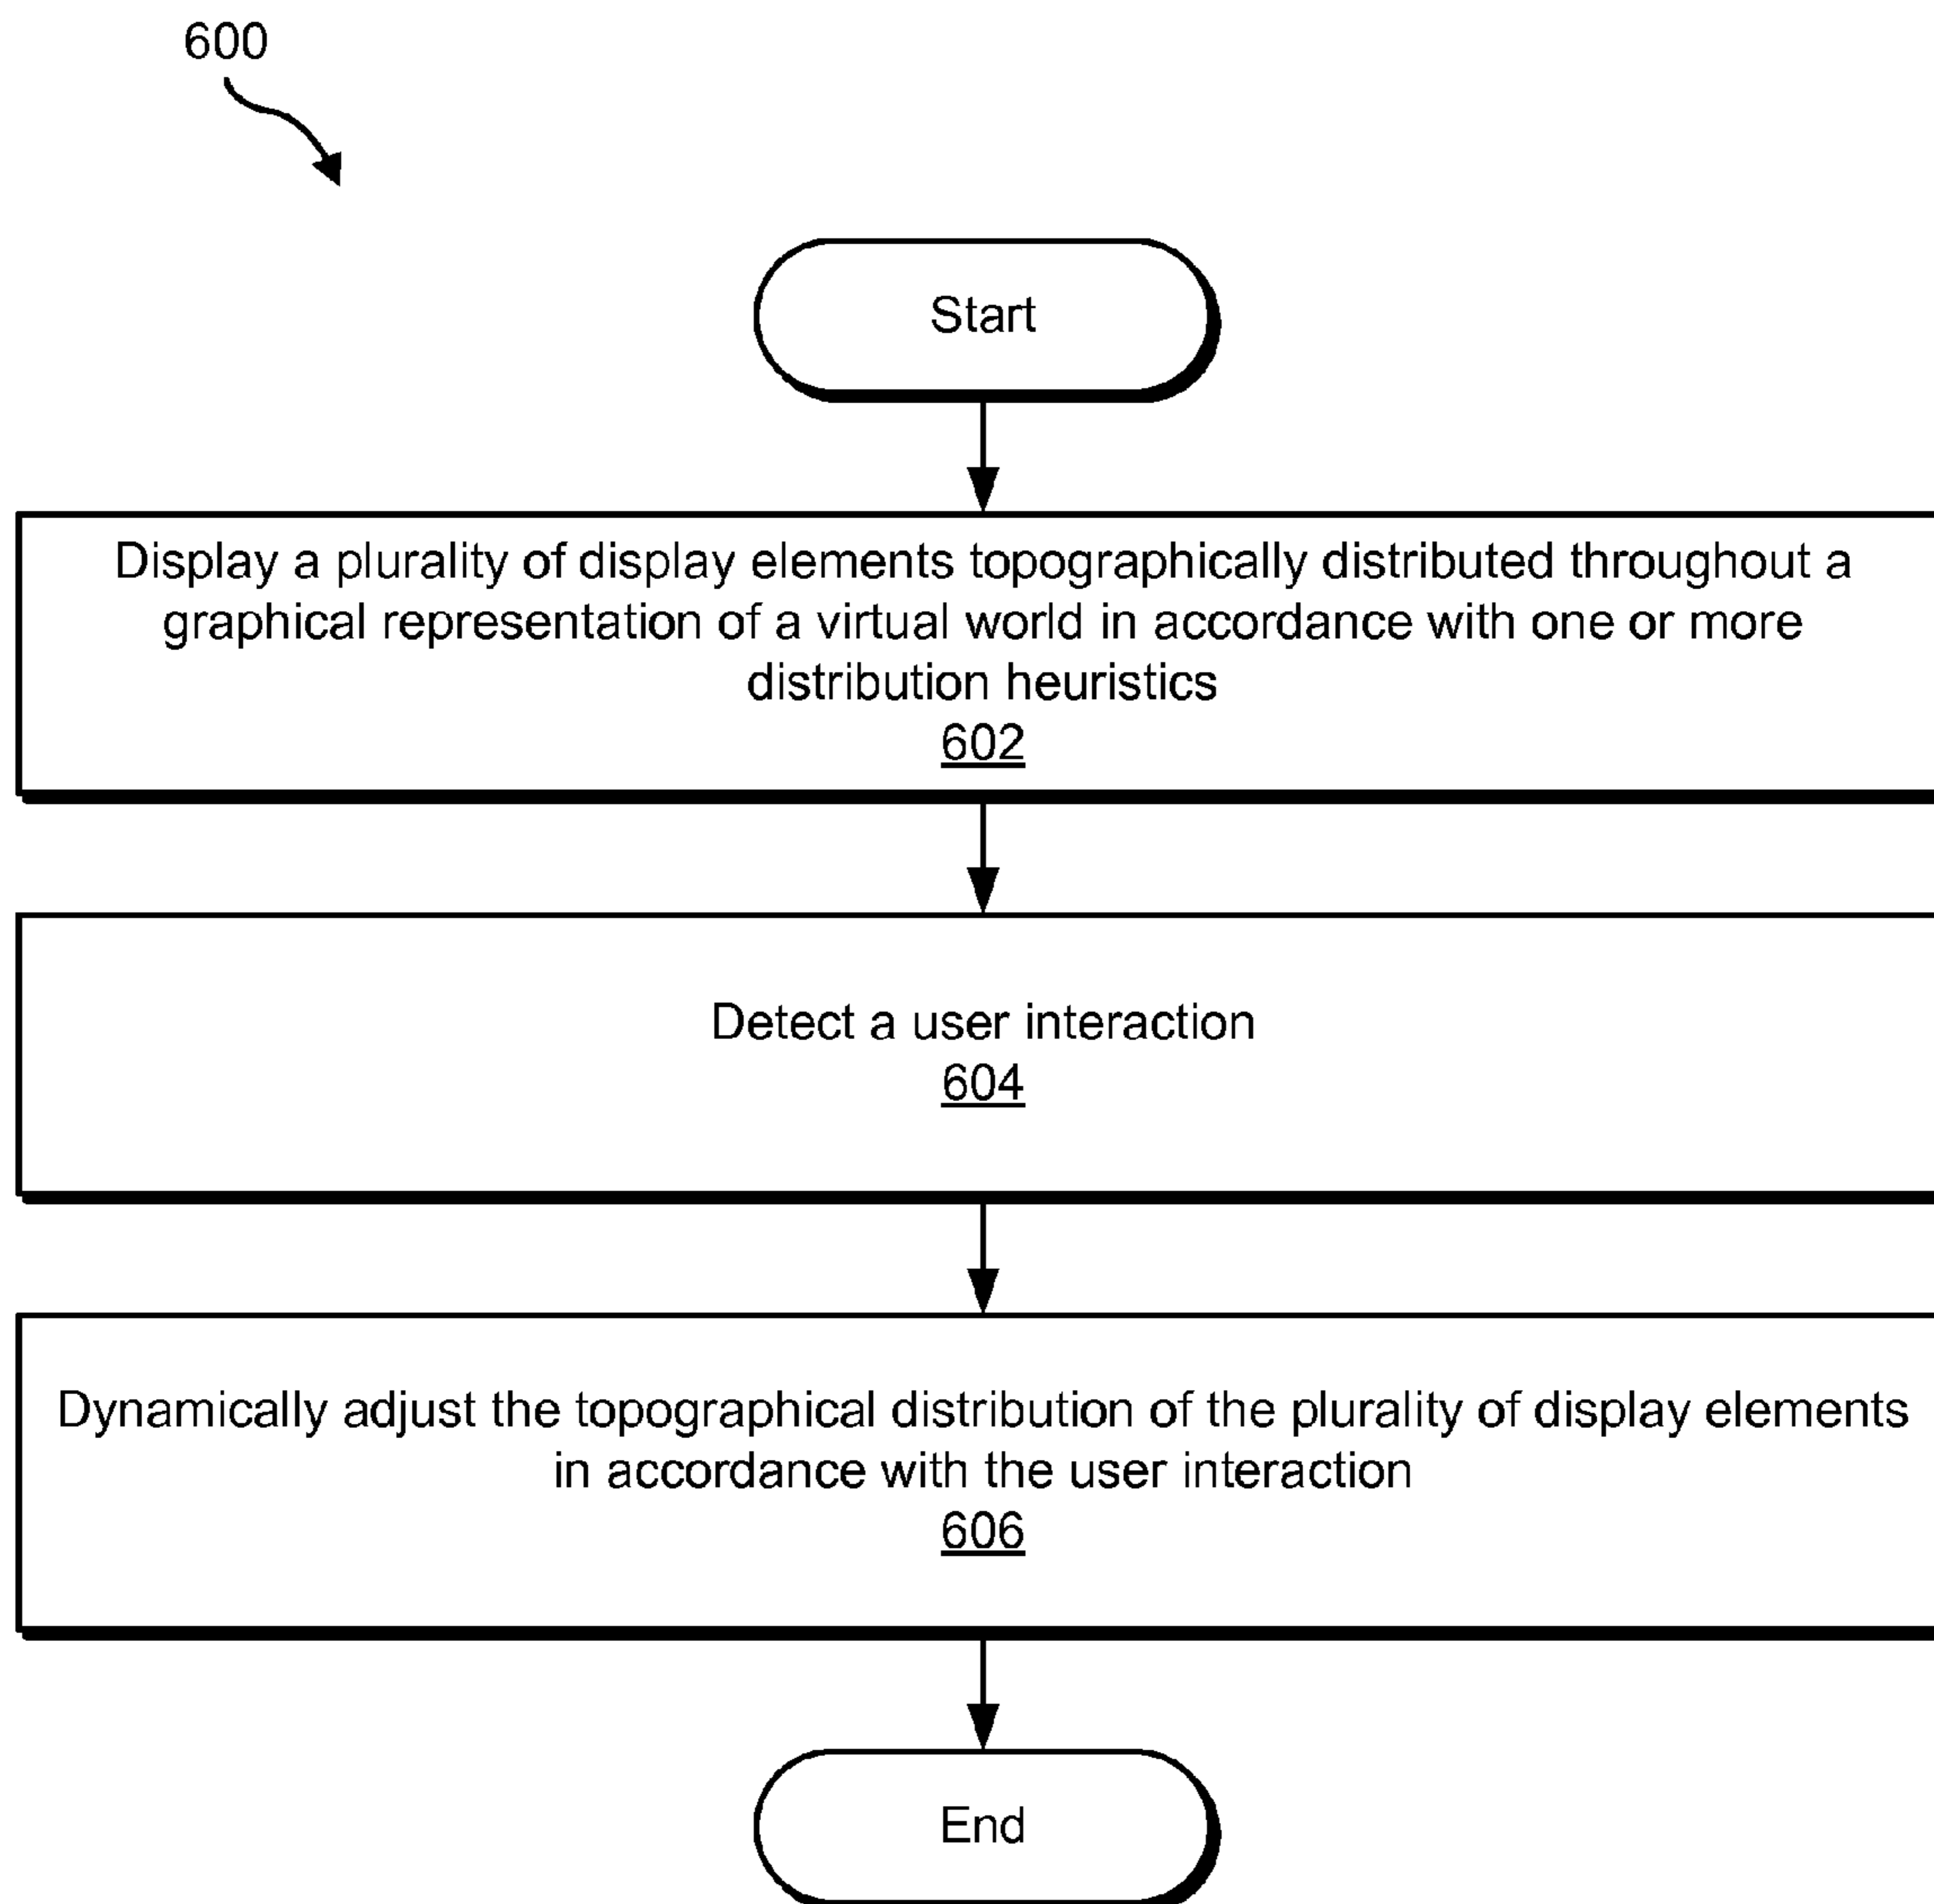 600
Start
Display a plurality of display elements topographically distributed throughout a
graphical representation of a virtual world in accordance with one or more
distribution heuristics
602
Detect a user interaction
604
Dynamically adjust the topographical distribution of the plurality of display elements
in accordance with the user interaction
606
End